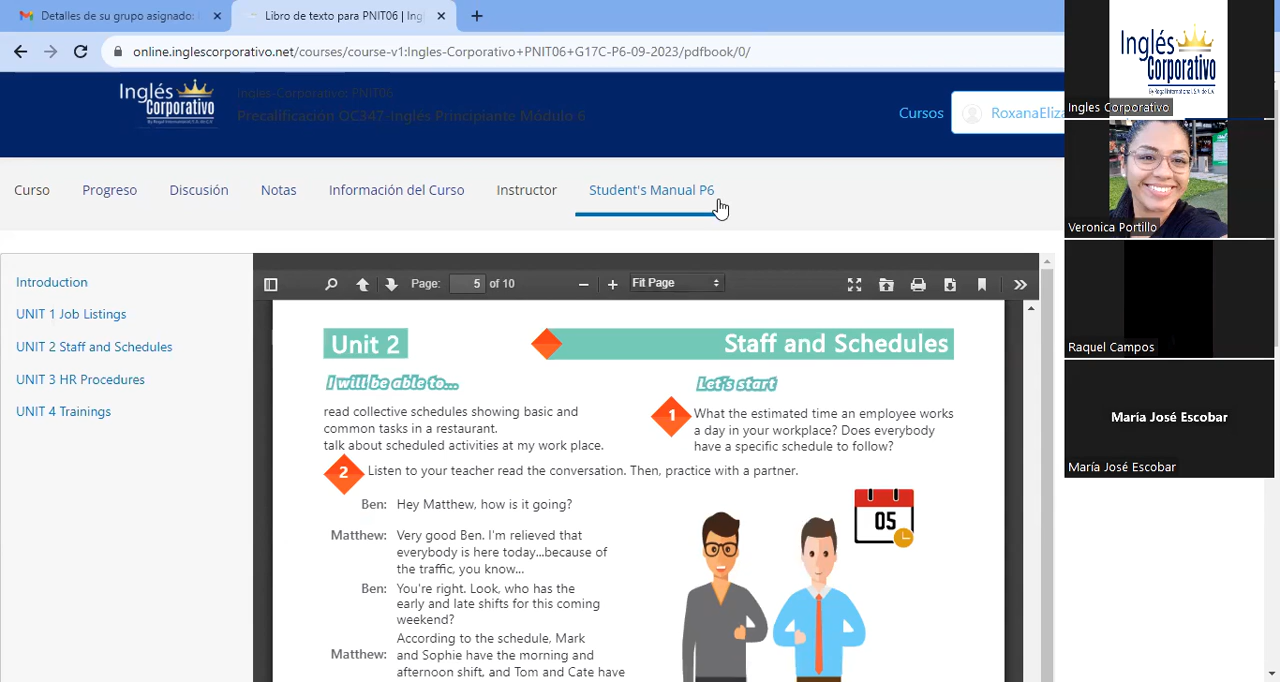 Detalles de su grupo asignado:
Libro de texto para PNIT06 | Ing
online.inglescorporativo.net/courses/course-v1:Ingles-Corporativo+PNIT06+G17C-P6-09-2023/pdfbook/0/
Inglés
Corporativo
Ingles-Corporativo: PNIT06
Precalificacion OC347-Inglés Principiante Módulo 6
Cursos
RoxanaEliza
Curso
Progreso
Discusión
Notas
Información del Curso
Instructor
Student's Manual P6
Introduction
UNIT 1 Job Listings
UNIT 2 Staff and Schedules
UNIT 3 HR Procedures
UNIT 4 Trainings
Page: 5 of 10
Fit Page
Unit 2
Staff and Schedules
I will be able to...
read collective schedules showing basic and
common tasks in a restaurant.
talk about scheduled activities at my work place.
Let's start
1
What the estimated time an employee works
a day in your workplace? Does everybody
have a specific schedule to follow?
2
Listen to your teacher read the conversation. Then, practice with a partner.
Ben: Hey Matthew, how is it going?
Matthew: Very good Ben. I'm relieved that
everybody is here today...because of
the traffic, you know...
Ben: You're right. Look, who has the
early and late shifts for this coming
weekend?
Matthew: According to the schedule, Mark
and Sophie have the morning and
afternoon shift, and Tom and Cate have
05
Inglés
Corporativo
Ingles Corporativo
Veronica Portillo
Raquel Campos
María José Escobar
María José Escobar